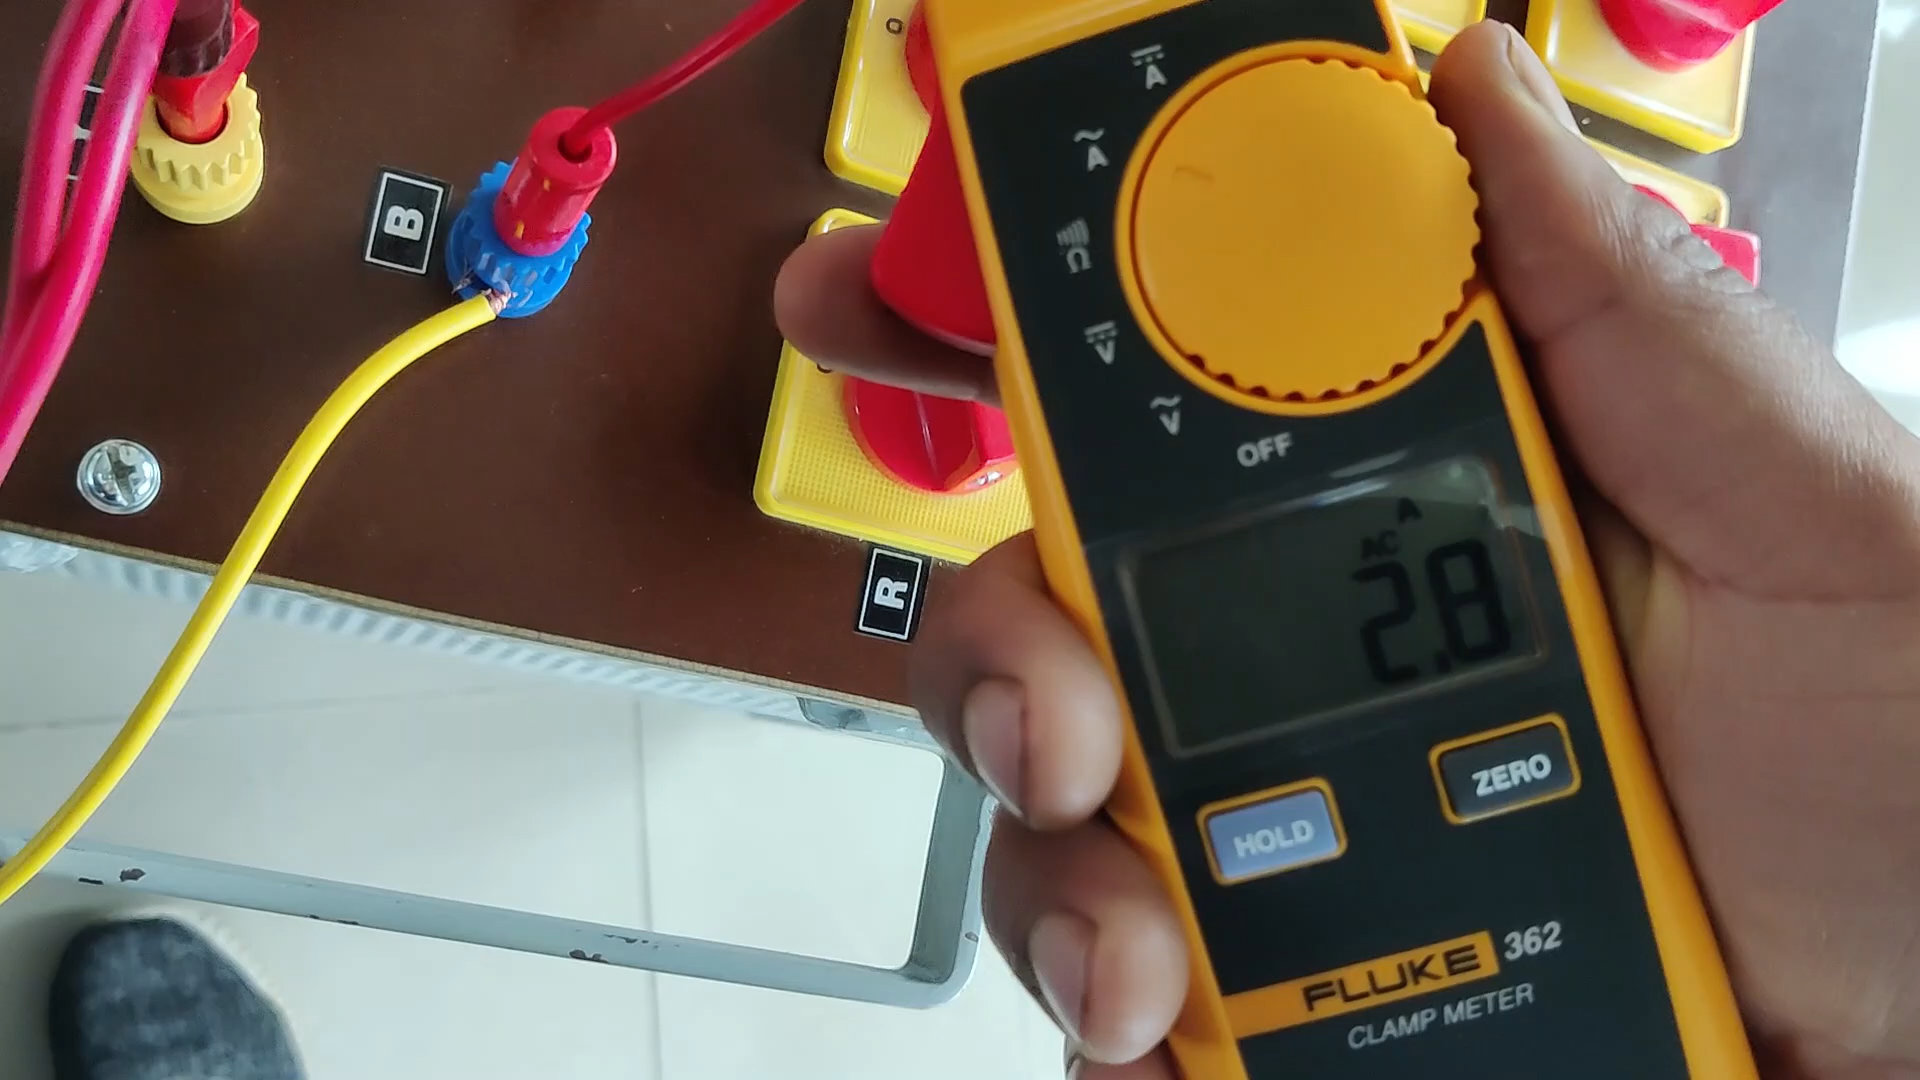 A
A
Ω
V
V
OFF
B
R
A
AC
2.8
HOLD
ZERO
FLUKE 362
CLAMP METER